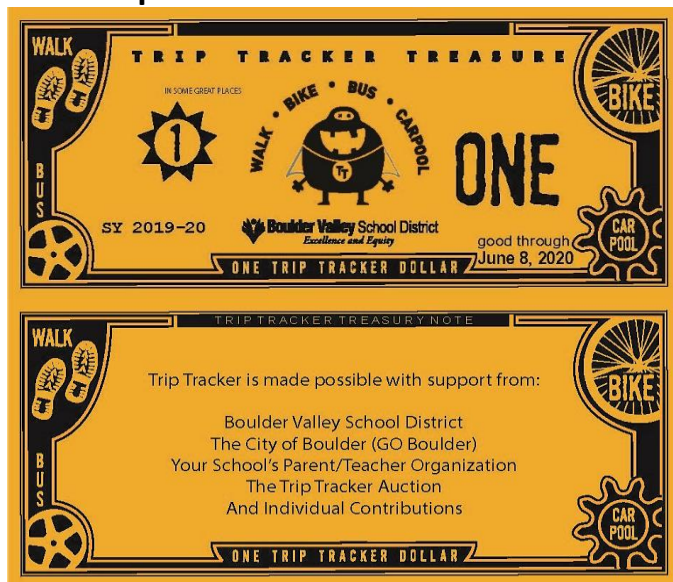 WALK
TRIP TRACKER TREASURE
BIKE
IN SOME GREAT PLACES
1
WALK • BIKE • BUS • CARPOOL
TT
ONE
BUS
SY 2019-20
Boulder Valley School District
Excellence and Equity
good through
June 8, 2020
CAR
POOL
ONE TRIP TRACKER DOLLAR
TRIP TRACKER TREASURY NOTE
WALK
BIKE
Trip Tracker is made possible with support from:
Boulder Valley School District
The City of Boulder (GO Boulder)
Your School's Parent/Teacher Organization
The Trip Tracker Auction
And Individual Contributions
BUS
CAR
POOL
ONE TRIP TRACKER DOLLAR